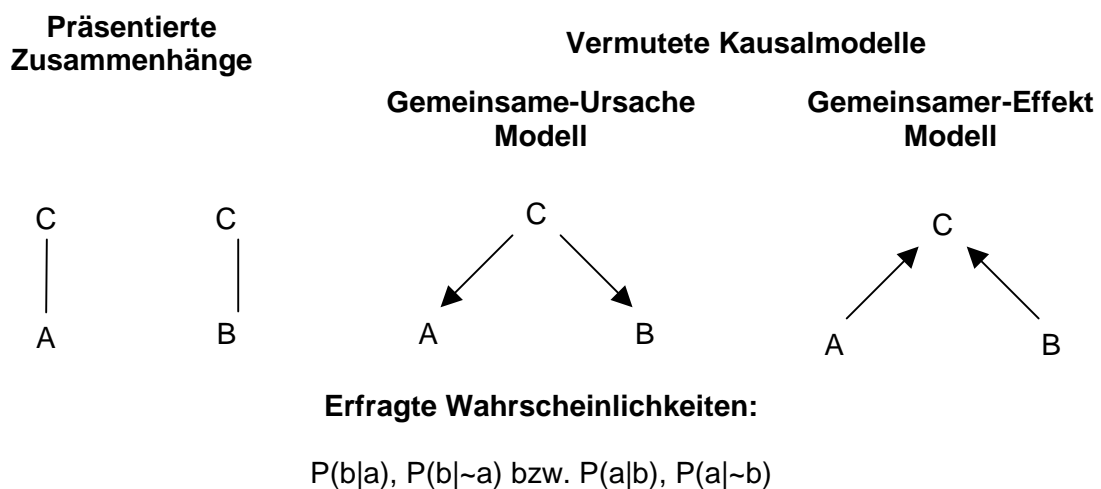 Präsentierte
Zusammenhänge
Vermutete Kausalmodelle
Gemeinsame-Ursache
Modell
Gemeinsamer-Effekt
Modell
C C C C
A B A B A B
Erfragte Wahrscheinlichkeiten:
P(b|a), P(b|~a) bzw. P(a|b), P(a|~b)